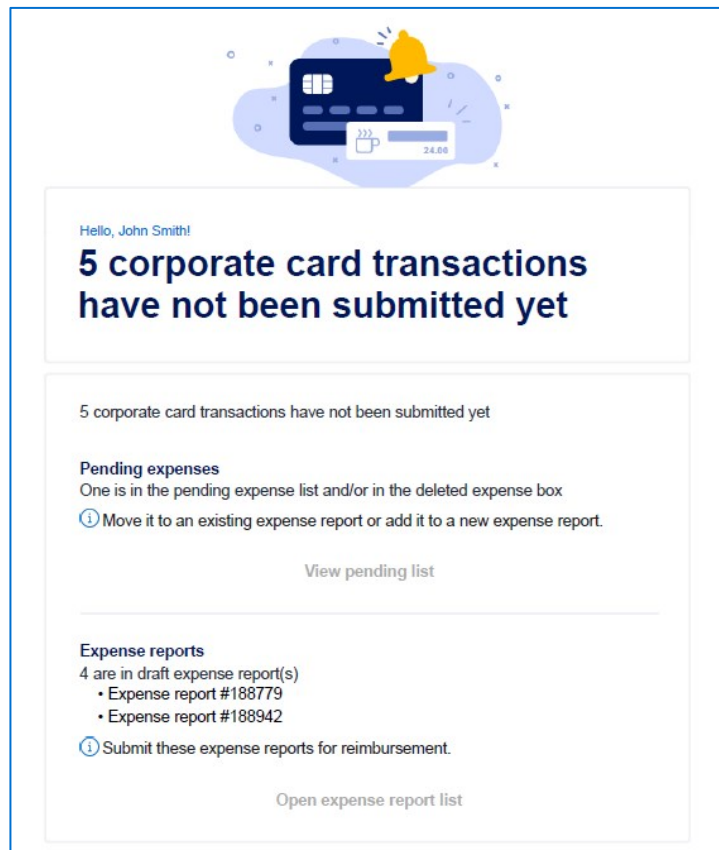 24.00
Hello, John Smith!
5 corporate card transactions
have not been submitted yet
5 corporate card transactions have not been submitted yet
Pending expenses
One is in the pending expense list and/or in the deleted expense box
Move it to an existing expense report or add it to a new expense report.
View pending list
Expense reports
4 are in draft expense report(s)
• Expense report #188779
• Expense report #188942
Submit these expense reports for reimbursement.
Open expense report list